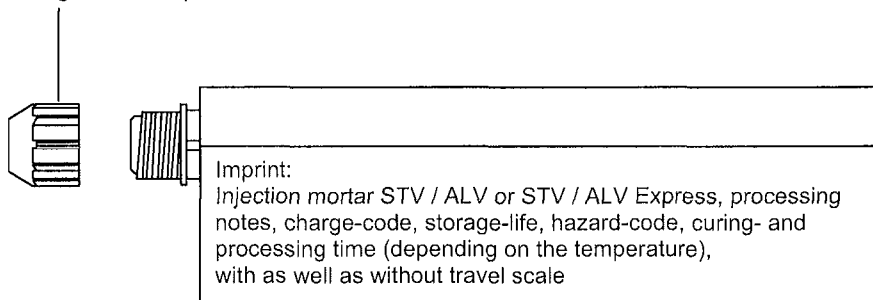 Imprint:
Injection mortar STV / ALV or STV / ALV Express, processing
notes, charge-code, storage-life, hazard-code, curing- and
processing time (depending on the temperature),
with as well as without travel scale